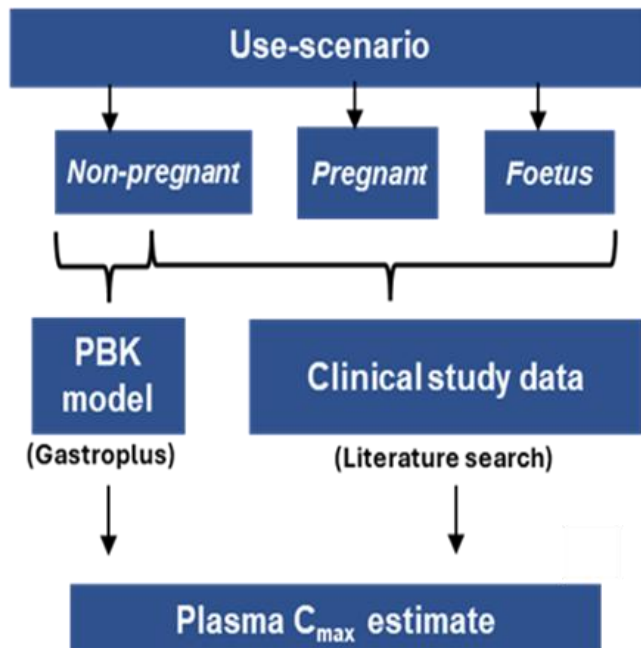 Use-scenario
Non-pregnant
Pregnant
Foetus
PBK
model
Clinical study data
(Gastroplus)
(Literature search)
Plasma Cmax estimate